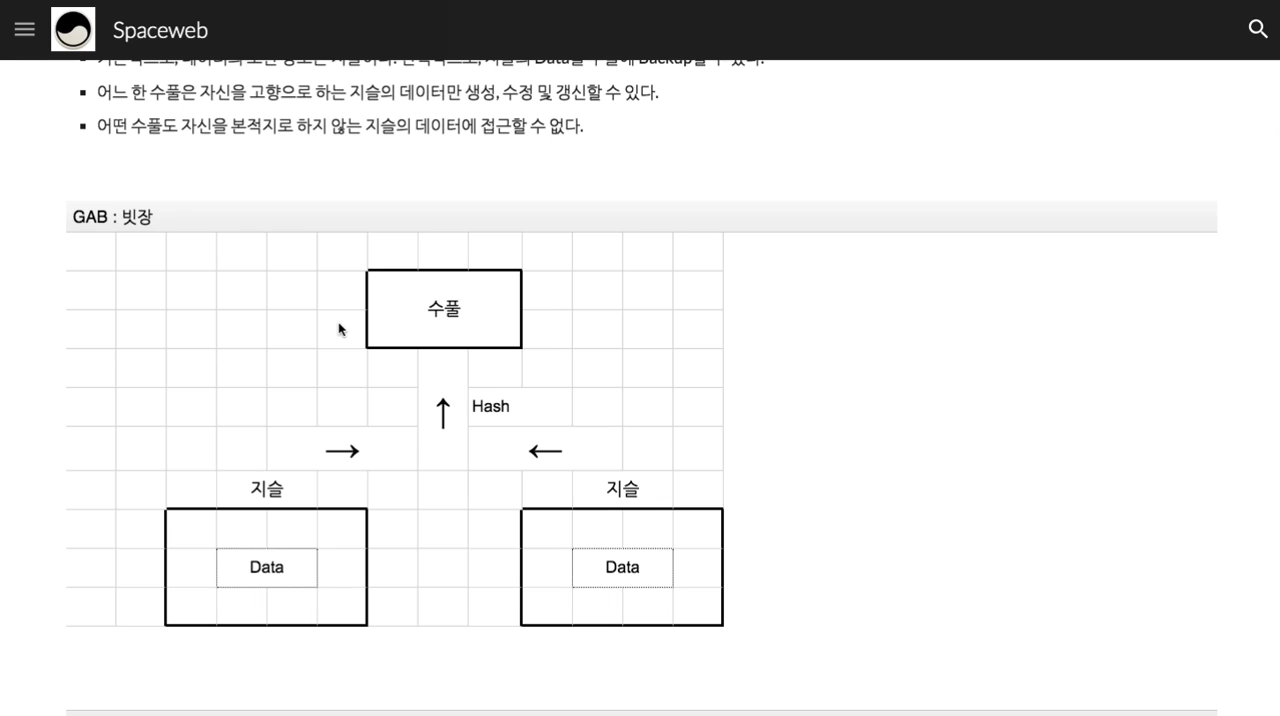 Spaceweb
어느 한 수풀은 자신을 고향으로 하는 지슬의 데이터만 생성, 수정 및 갱신할 수 있다.
어떤 수풀도 자신을 본적지로 하지 않는 지슬의 데이터에 접근할 수 없다.
GAB : 빗장
수풀
↑ Hash
→ ←
지슬 지슬
Data Data